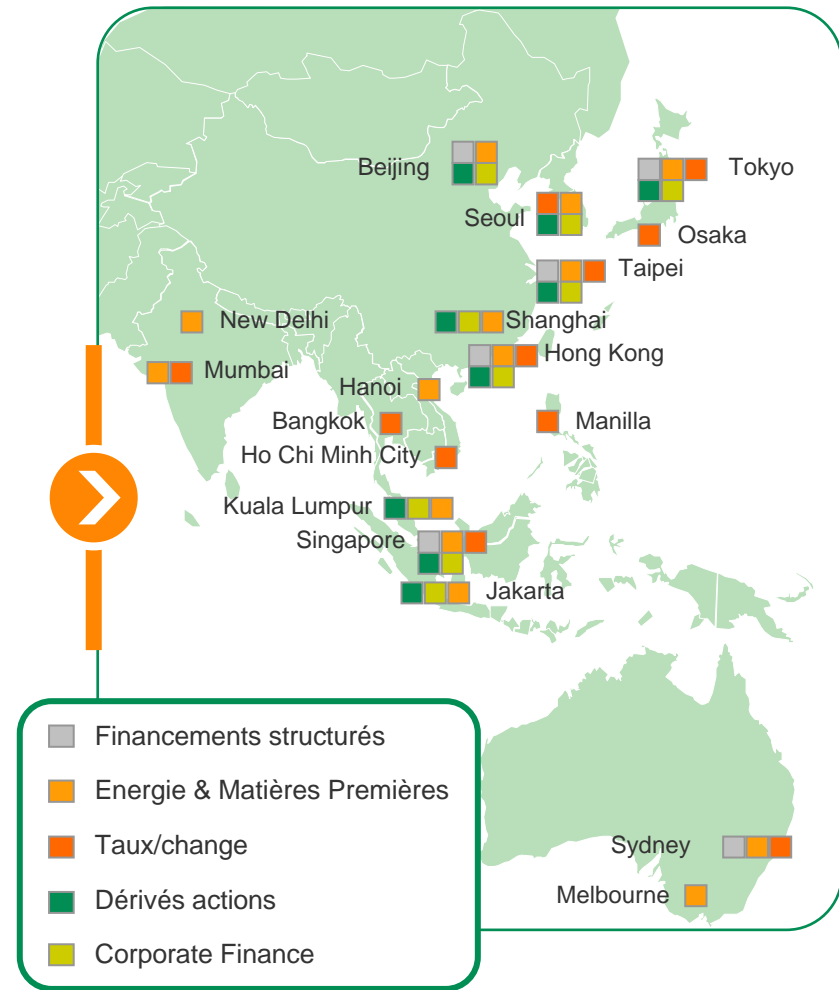 Beijing
Tokyo
Seoul
Osaka
Taipei
New Delhi
Shanghai
Hong Kong
Mumbai
Hanoi
Bangkok
Manilla
Ho Chi Minh City
Kuala Lumpur
Singapore
Jakarta
Financements structurés
Energie & Matières Premières
Taux/change
Sydney
Dérivés actions
Melbourne
Corporate Finance